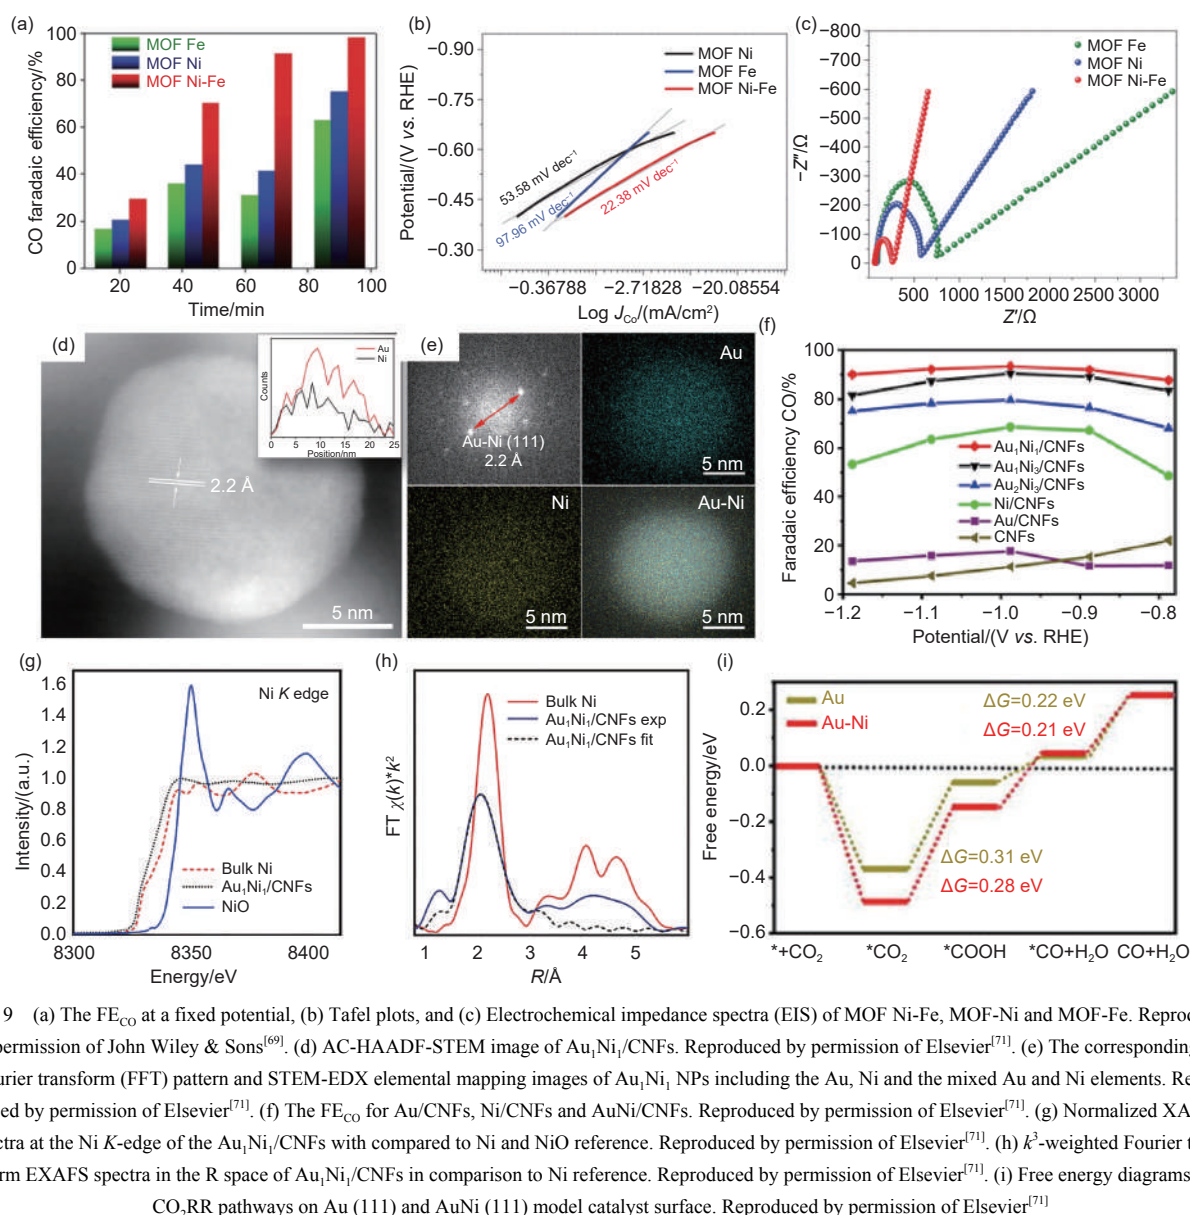 (a)
100
80
60
40
20
0
CO faradaic efficiency/%
MOF Fe
MOF Ni
MOF Ni-Fe
20 40 60 80 100
Time/min
(b)
−0.90
−0.75
−0.60
−0.45
−0.30
Potential/(V vs. RHE)
MOF Ni
MOF Fe
MOF Ni-Fe
53.58 mV dec⁻¹
97.96 mV dec⁻¹
22.38 mV dec⁻¹
−0.36788 −2.71828 −20.08554
Log J_Co/(mA/cm²)
(c)
−800
−700
−600
−500
−400
−300
−200
−100
0
−Z″/Ω
MOF Fe
MOF Ni
MOF Ni-Fe
500 1000 1500 2000 2500 3000
Z′/Ω
(d)
Au
Ni
Counts
0 5 10 15 20 25
Position/nm
2.2 Å
5 nm
(e)
Au-Ni (111)
2.2 Å
Au
5 nm
Ni
5 nm
Au-Ni
5 nm
(f)
100
80
60
40
20
0
Faradaic efficiency CO/%
Au₁Ni₁/CNFs
Au₁Ni₃/CNFs
Au₂Ni₃/CNFs
Ni/CNFs
Au/CNFs
CNFs
−1.2 −1.1 −1.0 −0.9 −0.8
Potential/(V vs. RHE)
(g)
Ni K edge
1.6
1.4
1.2
1.0
0.8
0.6
0.4
0.2
0.0
Intensity/(a.u.)
Bulk Ni
Au₁Ni₁/CNFs
NiO
8300 8350 8400
Energy/eV
(h)
FT χ(k)*k²
Bulk Ni
Au₁Ni₁/CNFs exp
Au₁Ni₁/CNFs fit
1 2 3 4 5
R/Å
(i)
0.2
0.0
−0.2
−0.4
−0.6
Free energy/eV
Au
Au-Ni
ΔG=0.22 eV
ΔG=0.21 eV
ΔG=0.31 eV
ΔG=0.28 eV
*+CO₂ *CO₂ *COOH *CO+H₂O CO+H₂O
9 (a) The FE_CO at a fixed potential, (b) Tafel plots, and (c) Electrochemical impedance spectra (EIS) of MOF Ni-Fe, MOF-Ni and MOF-Fe. Reprod
permission of John Wiley & Sons[69]. (d) AC-HAADF-STEM image of Au₁Ni₁/CNFs. Reproduced by permission of Elsevier[71]. (e) The corresponding
urier transform (FFT) pattern and STEM-EDX elemental mapping images of Au₁Ni₁ NPs including the Au, Ni and the mixed Au and Ni elements. Re
ed by permission of Elsevier[71]. (f) The FE_CO for Au/CNFs, Ni/CNFs and AuNi/CNFs. Reproduced by permission of Elsevier[71]. (g) Normalized XA
ctra at the Ni K-edge of the Au₁Ni₁/CNFs with compared to Ni and NiO reference. Reproduced by permission of Elsevier[71]. (h) k³-weighted Fourier t
rm EXAFS spectra in the R space of Au₁Ni₁/CNFs in comparison to Ni reference. Reproduced by permission of Elsevier[71]. (i) Free energy diagrams
CO₂RR pathways on Au (111) and AuNi (111) model catalyst surface. Reproduced by permission of Elsevier[71]